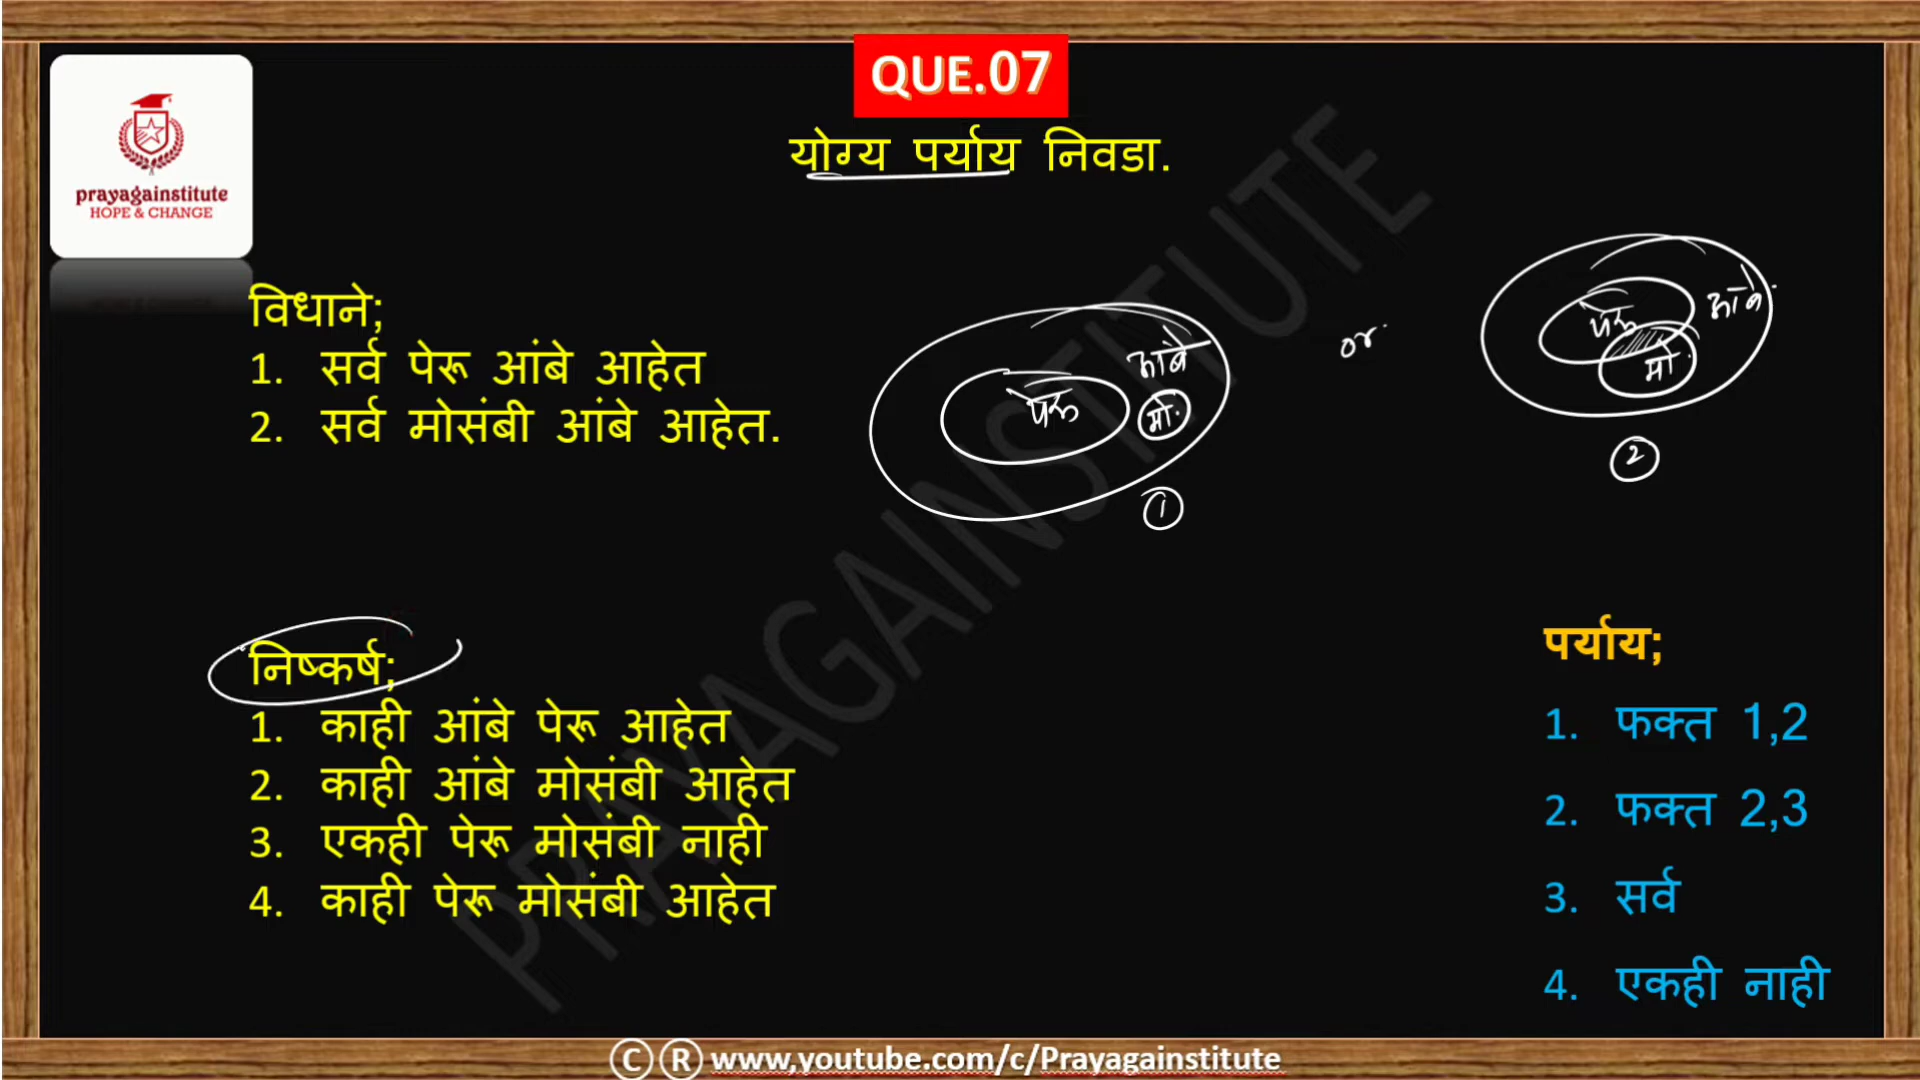 QUE.07
योग्य पर्याय निवडा.
prayagainstitute
HOPE & CHANGE
विधाने;
1. सर्व पेरू आंबे आहेत
2. सर्व मोसंबी आंबे आहेत.
आंबे
पेरू
मो.
1
or.
पेरू
आंबे.
मो.
2
निष्कर्ष;
1. काही आंबे पेरू आहेत
2. काही आंबे मोसंबी आहेत
3. एकही पेरू मोसंबी नाही
4. काही पेरू मोसंबी आहेत
पर्याय;
1. फक्त 1,2
2. फक्त 2,3
3. सर्व
4. एकही नाही
PRAYAGAINSTITUTE
© ® www,youtube.com/c/Prayagainstitute